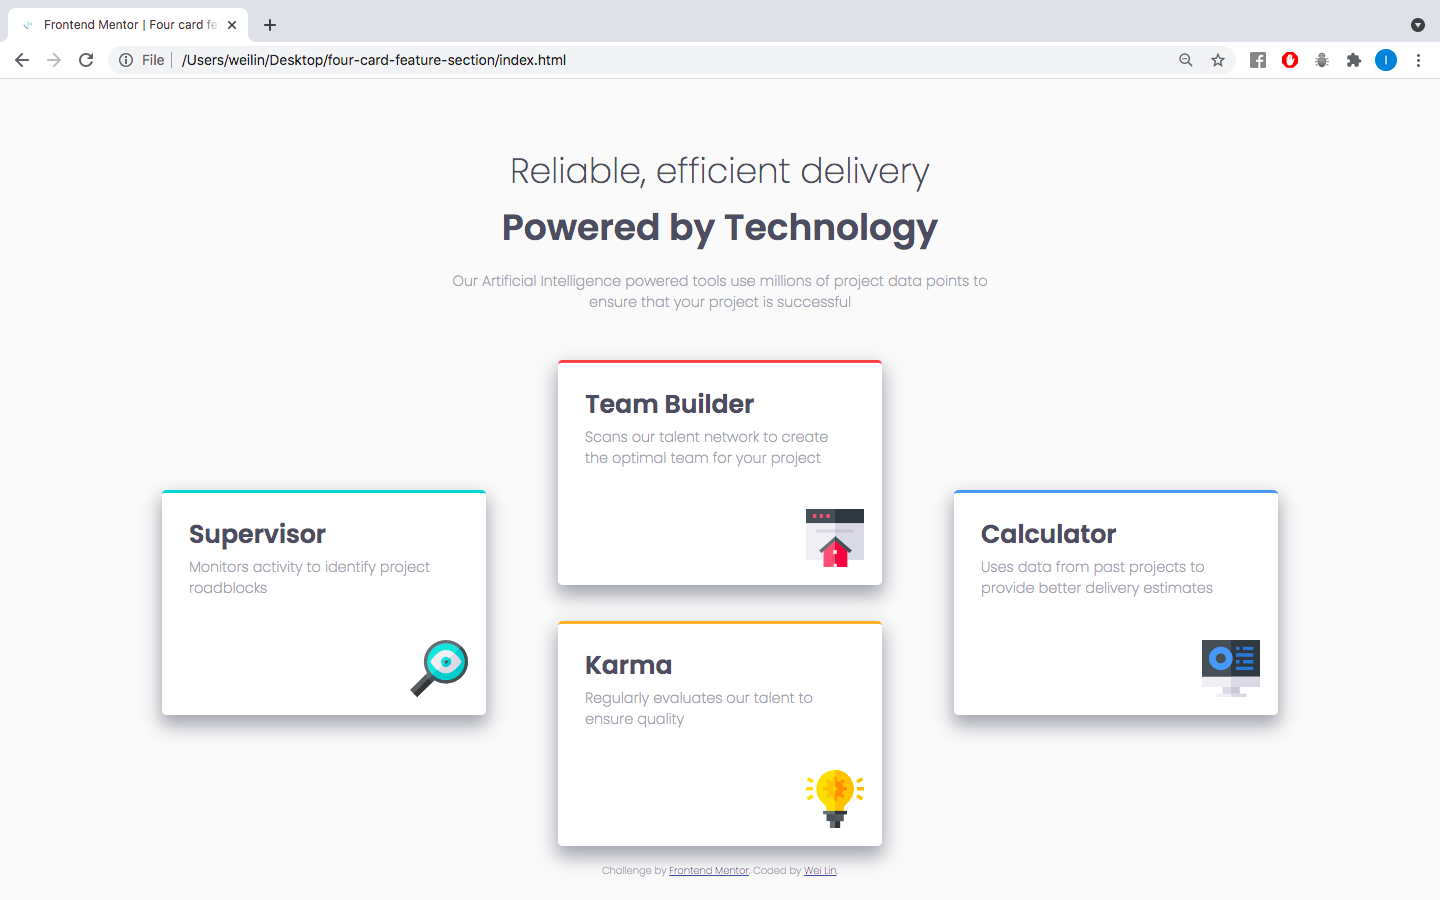 Frontend Mentor | Four card fe
File
/Users/weilin/Desktop/four-card-feature-section/index.html
I
Reliable, efficient delivery
Powered by Technology
Our Artificial Intelligence powered tools use millions of project data points to
ensure that your project is successful
Supervisor
Monitors activity to identify project
roadblocks
Team Builder
Scans our talent network to create
the optimal team for your project
Karma
Regularly evaluates our talent to
ensure quality
Calculator
Uses data from past projects to
provide better delivery estimates
Challenge by Frontend Mentor. Coded by Wei Lin.